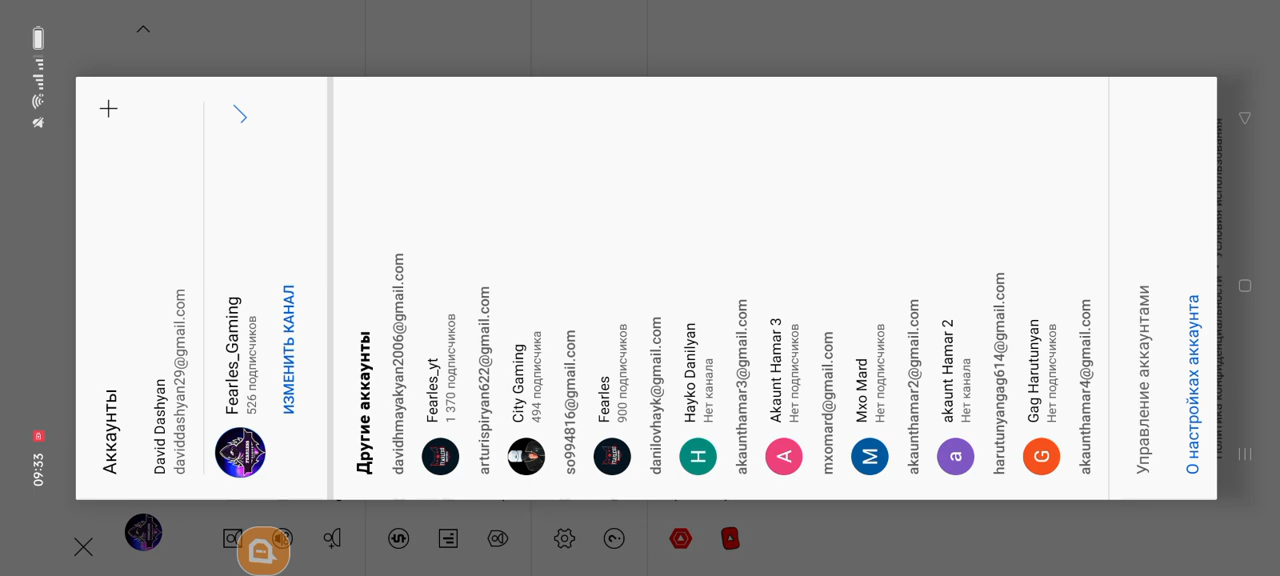 09:33
Аккаунты
David Dashyan
daviddashyan29@gmail.com
Fearles_Gaming
526 подписчиков
ИЗМЕНИТЬ КАНАЛ
Другие аккаунты
davidhmayakyan2006@gmail.com
Fearles_yt
1 370 подписчиков
arturispiryan622@gmail.com
City Gaming
494 подписчика
so994816@gmail.com
Fearles
900 подписчиков
danilovhayk@gmail.com
H
Hayko Danilyan
Нет канала
akaunthamar3@gmail.com
A
Akaunt Hamar 3
Нет подписчиков
mxomard@gmail.com
M
Mxo Mard
Нет подписчиков
akaunthamar2@gmail.com
a
akaunt Hamar 2
Нет канала
harutunyangag614@gmail.com
G
Gag Harutunyan
Нет подписчиков
akaunthamar4@gmail.com
Управление аккаунтами
О настройках аккаунта
Политика конфиденциальности • Условия использования